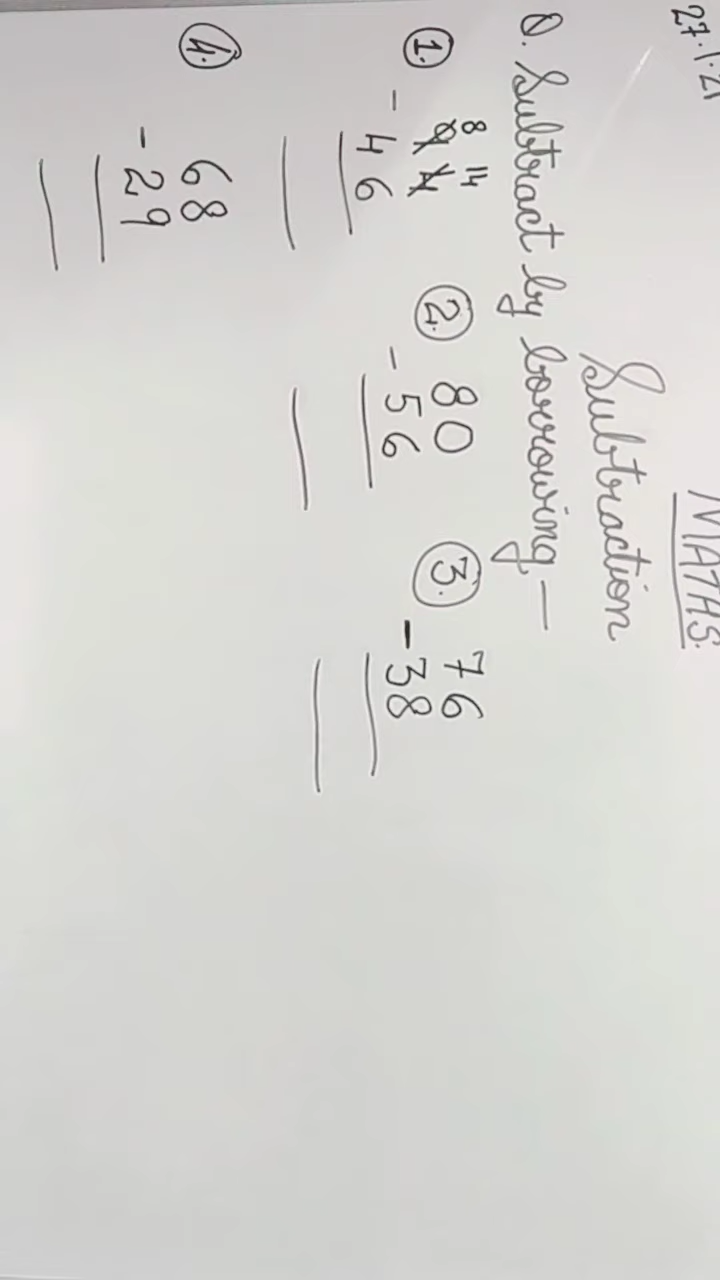 27.1.21
MATHS.
Subtraction
Q. Subtract by borrowing—
8 14
1. 9 4 2. 80 3. 76
- 4 6 - 56 - 38
4. 68
- 29